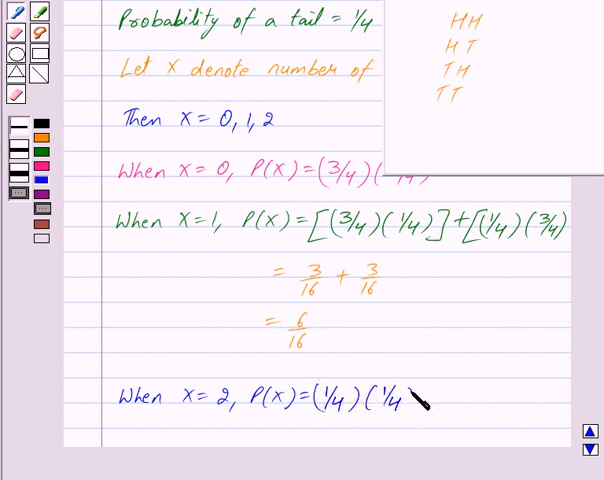 Probability of a tail = 1/4
HH
HT
TH
TT
Let X denote number of
Then X = 0, 1, 2
When X = 0, P(X) = (3/4) (
When X = 1, P(X) = [(3/4) (1/4)] + [(1/4) (3/4)
= 3/16 + 3/16
= 6/16
When X = 2, P(X) = (1/4) (1/4)